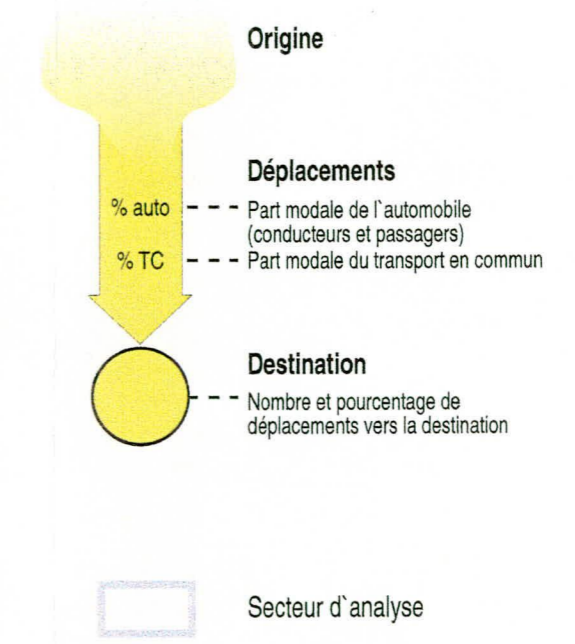 Origine
Déplacements
% auto
Part modale de l`automobile
(conducteurs et passagers)
% TC
Part modale du transport en commun
Destination
Nombre et pourcentage de
déplacements vers la destination
Secteur d`analyse